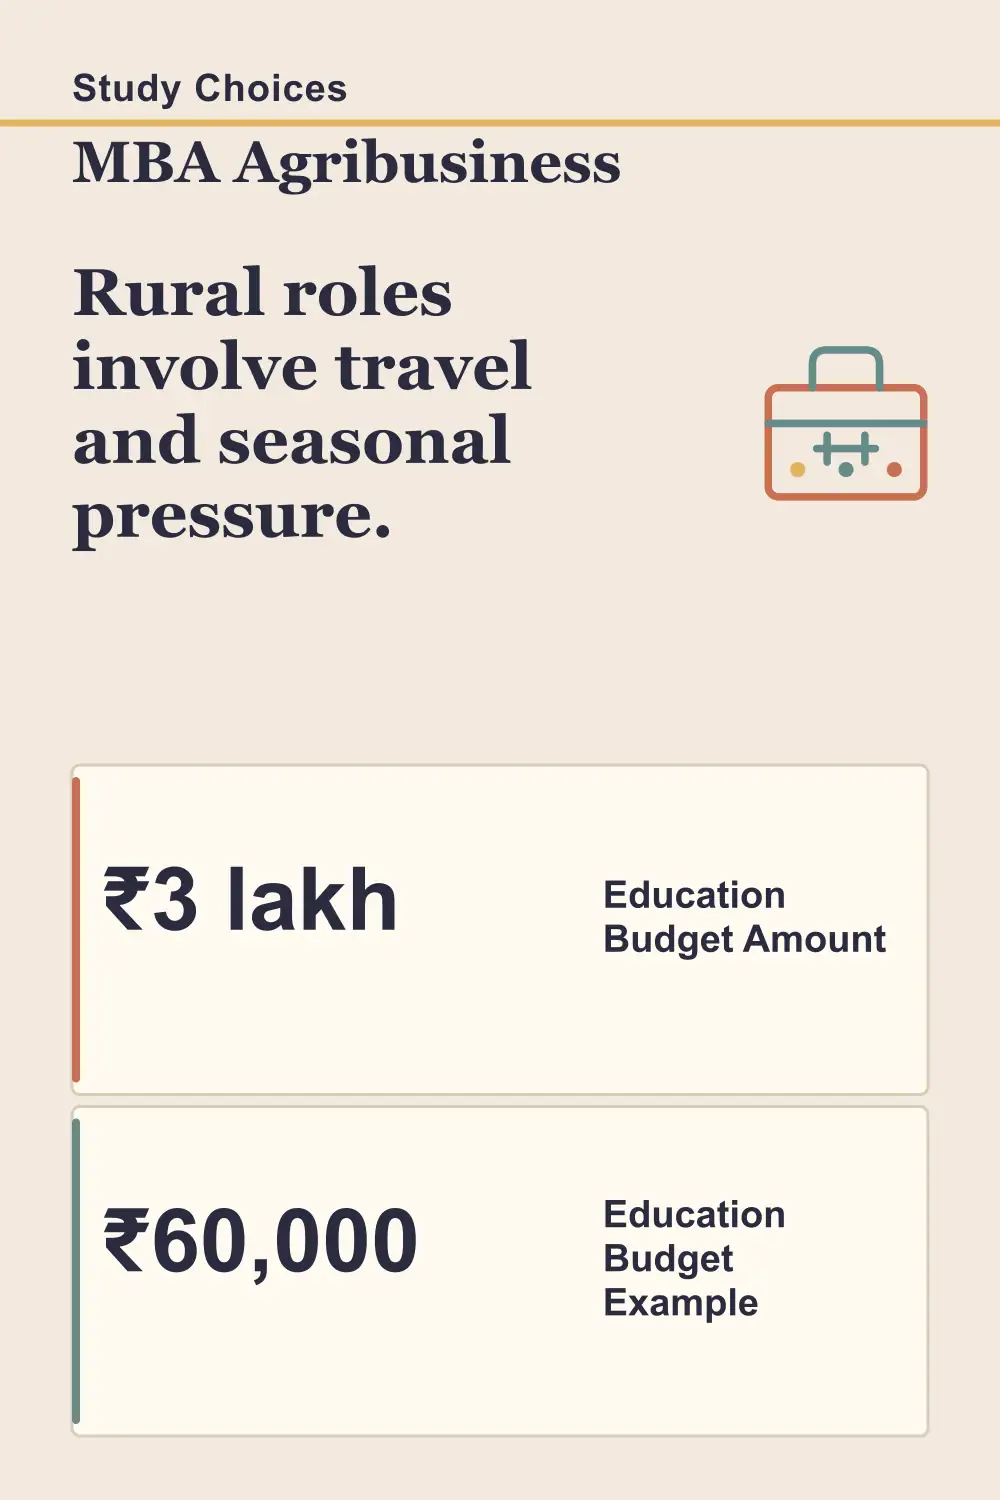 Study Choices
MBA Agribusiness
Rural roles
involve travel
and seasonal
pressure.
₹3 lakh
Education
Budget Amount
₹60,000
Education
Budget
Example